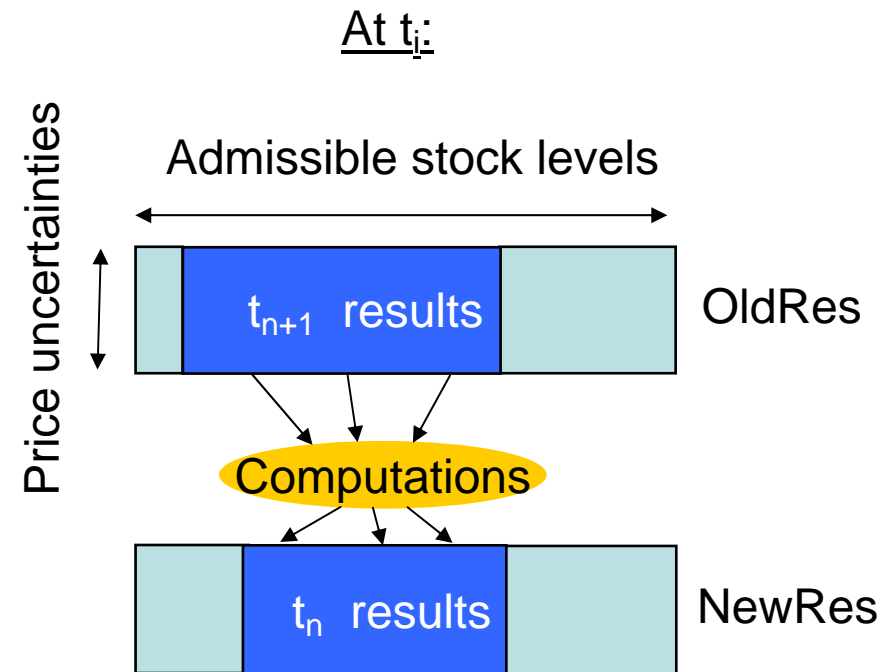 At tᵢ:
Price uncertainties
Admissible stock levels
tₙ₊₁ results
OldRes
Computations
tₙ results
NewRes